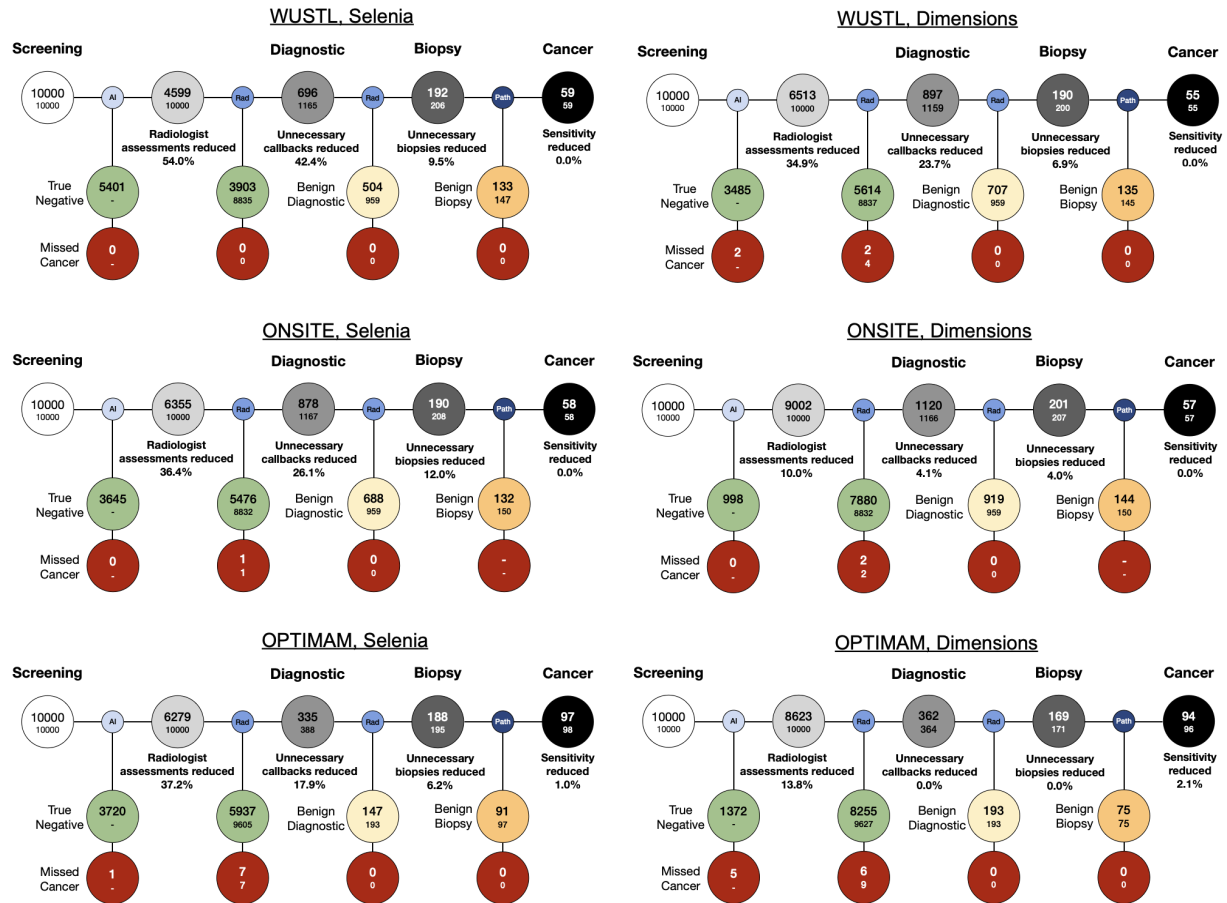 WUSTL, Selenia
Screening Diagnostic Biopsy Cancer
10000 AI 4599 Rad 696 Rad 192 Path 59
10000 10000 1165 206 59
Radiologist Unnecessary Unnecessary Sensitivity
assessments reduced callbacks reduced biopsies reduced reduced
54.0% 42.4% 9.5% 0.0%
True 5401 3903 Benign 504 Benign 133
Negative - 8835 Diagnostic 959 Biopsy 147
Missed 0 0 0 0
Cancer - 0 0 0
WUSTL, Dimensions
Screening Diagnostic Biopsy Cancer
10000 AI 6513 Rad 897 Rad 190 Path 55
10000 10000 1159 200 55
Radiologist Unnecessary Unnecessary Sensitivity
assessments reduced callbacks reduced biopsies reduced reduced
34.9% 23.7% 6.9% 0.0%
True 3485 5614 Benign 707 Benign 135
Negative - 8837 Diagnostic 959 Biopsy 145
Missed 2 2 0 0
Cancer - 4 0 0
ONSITE, Selenia
Screening Diagnostic Biopsy Cancer
10000 AI 6355 Rad 878 Rad 190 Path 58
10000 10000 1167 208 58
Radiologist Unnecessary Unnecessary Sensitivity
assessments reduced callbacks reduced biopsies reduced reduced
36.4% 26.1% 12.0% 0.0%
True 3645 5476 Benign 688 Benign 132
Negative - 8832 Diagnostic 959 Biopsy 150
Missed 0 1 0 -
Cancer - 1 0 -
ONSITE, Dimensions
Screening Diagnostic Biopsy Cancer
10000 AI 9002 Rad 1120 Rad 201 Path 57
10000 10000 1166 207 57
Radiologist Unnecessary Unnecessary Sensitivity
assessments reduced callbacks reduced biopsies reduced reduced
10.0% 4.1% 4.0% 0.0%
True 998 7880 Benign 919 Benign 144
Negative - 8832 Diagnostic 959 Biopsy 150
Missed 0 2 0 -
Cancer - 2 0 -
OPTIMAM, Selenia
Screening Diagnostic Biopsy Cancer
10000 AI 6279 Rad 335 Rad 188 Path 97
10000 10000 388 195 98
Radiologist Unnecessary Unnecessary Sensitivity
assessments reduced callbacks reduced biopsies reduced reduced
37.2% 17.9% 6.2% 1.0%
True 3720 5937 Benign 147 Benign 91
Negative - 9605 Diagnostic 193 Biopsy 97
Missed 1 7 0 0
Cancer - 7 0 0
OPTIMAM, Dimensions
Screening Diagnostic Biopsy Cancer
10000 AI 8623 Rad 362 Rad 169 Path 94
10000 10000 364 171 96
Radiologist Unnecessary Unnecessary Sensitivity
assessments reduced callbacks reduced biopsies reduced reduced
13.8% 0.0% 0.0% 2.1%
True 1372 8255 Benign 193 Benign 75
Negative - 9627 Diagnostic 193 Biopsy 75
Missed 5 6 0 0
Cancer - 9 0 0